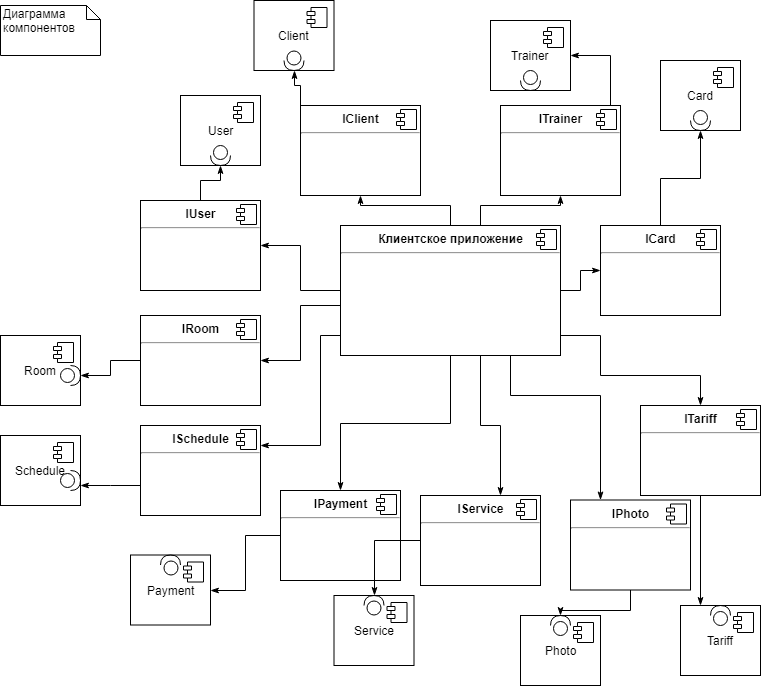 Диаграмма
компонентов
Client
Trainer
Card
User
IClient
ITrainer
IUser
Клиентское приложение
ICard
IRoom
Room
ISchedule
Schedule
ITariff
IPayment
IService
IPhoto
Payment
Service
Photo
Tariff